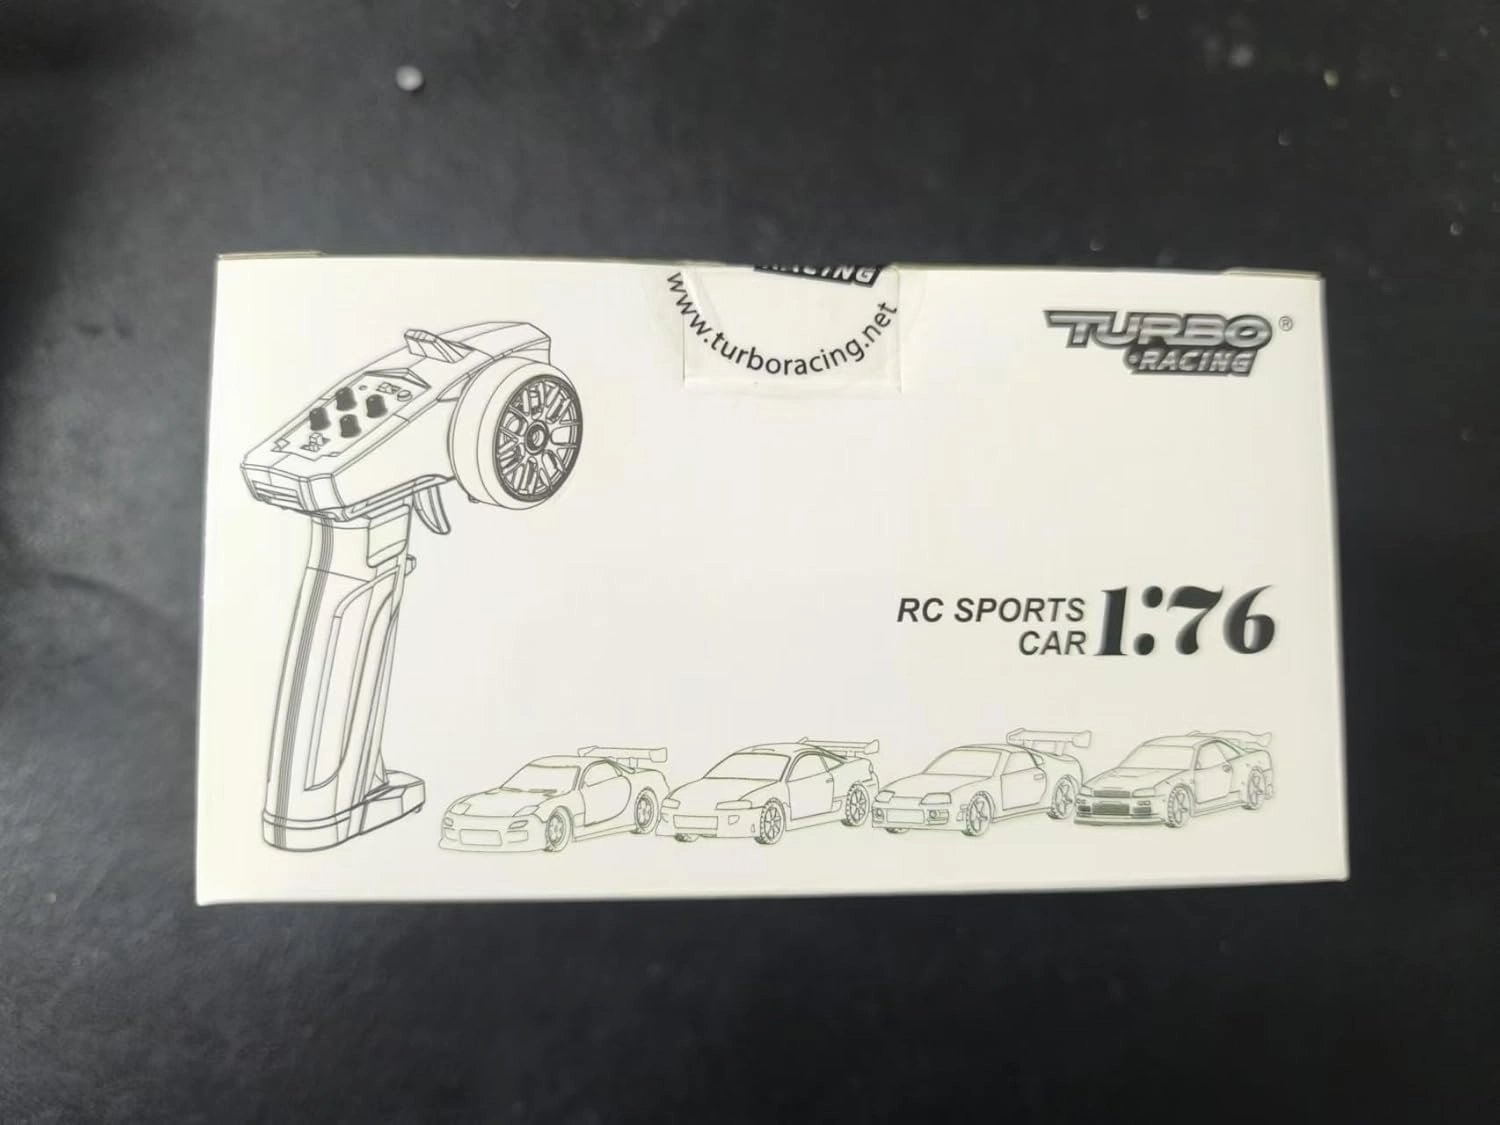 RACING
www.turboracing.net
TURBO ®
RACING
RC SPORTS
CAR 1:76